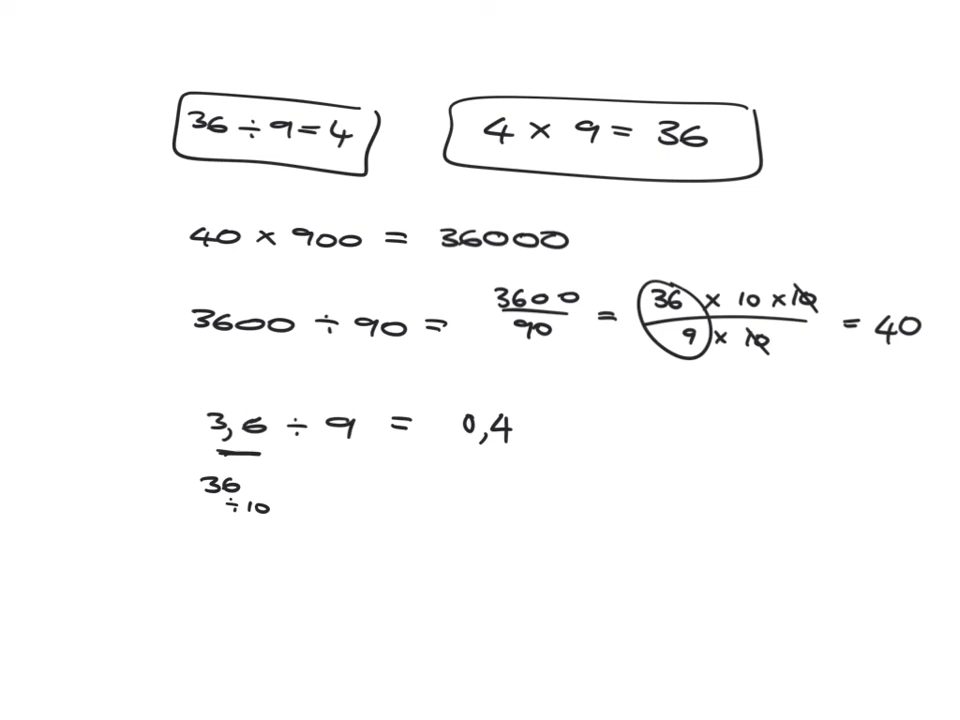 36 ÷ 9 = 4
4 × 9 = 36
40 × 900 = 36000
3600 ÷ 90 = 3600/90 = 36 × 10 × 10 / 9 × 10 = 40
3,6 ÷ 9 = 0,4
36
÷ 10